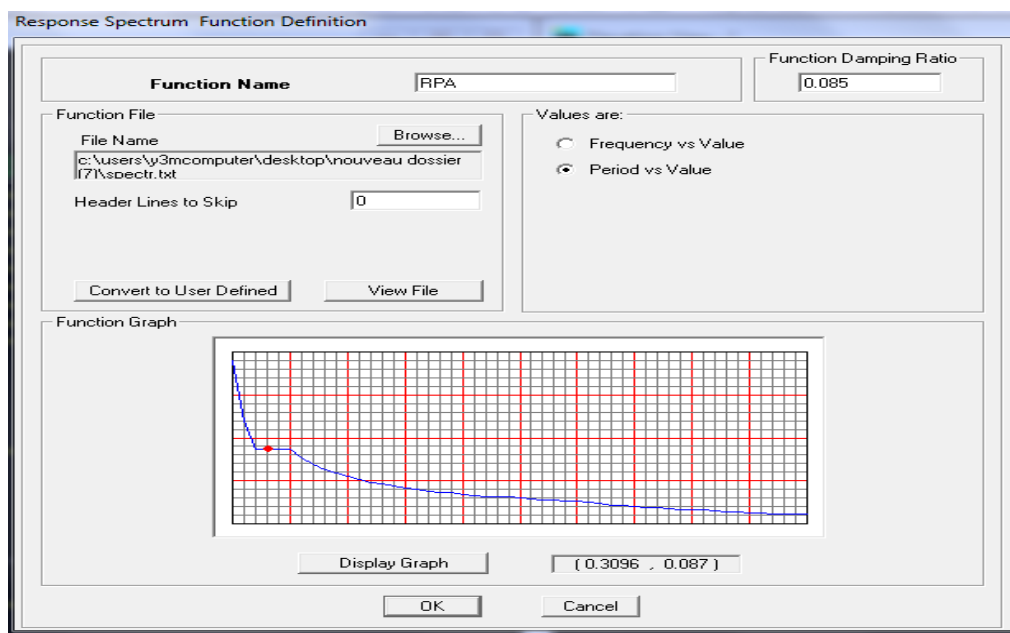 Response Spectrum Function Definition
Function Name
RPA
Function Damping Ratio
0.085
Function File
File Name
Browse...
c:\users\y3mcomputer\desktop\nouveau dossier
(7)\spectr.txt
Header Lines to Skip
0
Convert to User Defined
View File
Values are:
Frequency vs Value
Period vs Value
Function Graph
Display Graph
( 0.3096 , 0.087 )
OK
Cancel